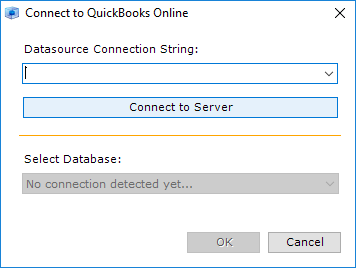 Connect to QuickBooks Online
Datasource Connection String:
Connect to Server
Select Database:
No connection detected yet...
OK
Cancel